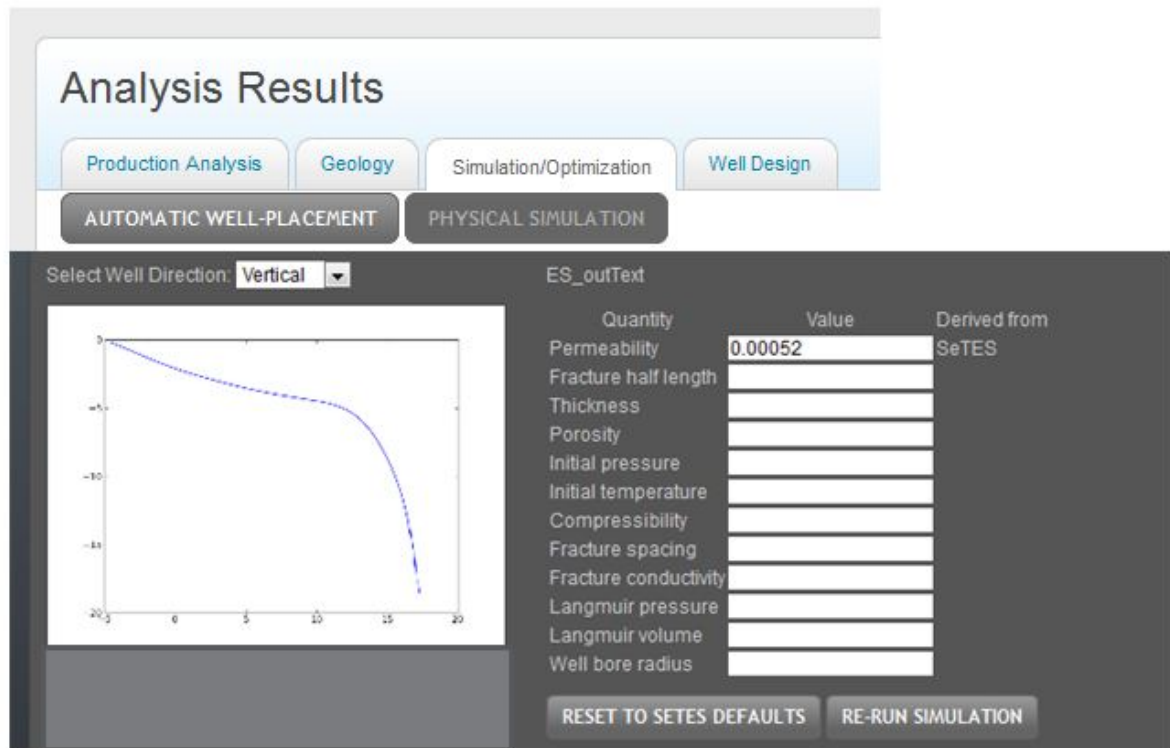 Analysis Results
Production Analysis Geology Simulation/Optimization Well Design
AUTOMATIC WELL-PLACEMENT PHYSICAL SIMULATION
Select Well Direction: Vertical
ES_outText
Quantity Value Derived from
Permeability 0.00052 SeTES
Fracture half length
Thickness
Porosity
Initial pressure
Initial temperature
Compressibility
Fracture spacing
Fracture conductivity
Langmuir pressure
Langmuir volume
Well bore radius
0
-5
-10
-15
-20
-5 0 5 10 15 20
RESET TO SETES DEFAULTS RE-RUN SIMULATION